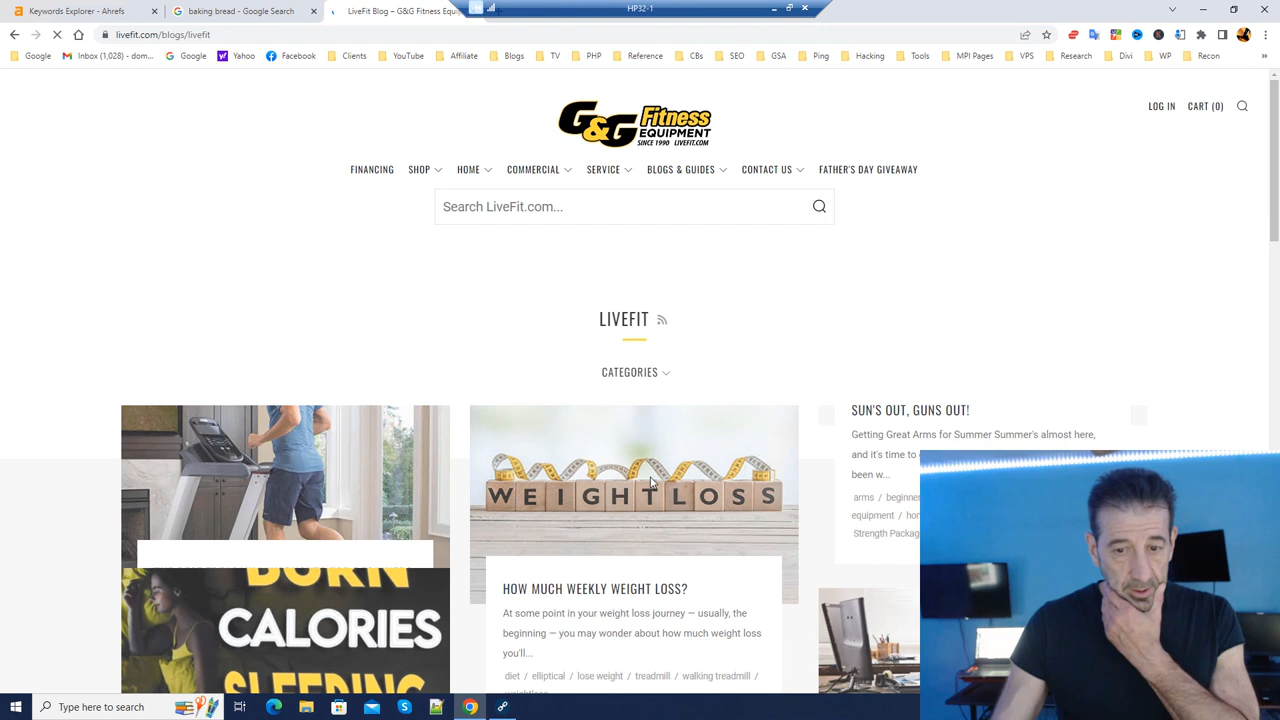 Keywords Explorer - Ahrefs
baking bread - Google Search
LiveFit Blog – G&G Fitness Equi
HP32-1
livefit.com/blogs/livefit
Google
Inbox (1,028) - dom...
Google
Yahoo
Facebook
Clients
YouTube
Affiliate
Blogs
TV
PHP
Reference
CBs
SEO
GSA
Ping
Hacking
Tools
MPI Pages
VPS
Research
Divi
WP
Recon
G&G Fitness
EQUIPMENT
SINCE 1990 LIVEFIT.COM
LOG IN
CART (0)
FINANCING
SHOP
HOME
COMMERCIAL
SERVICE
BLOGS & GUIDES
CONTACT US
FATHER'S DAY GIVEAWAY
Search LiveFit.com...
LIVEFIT
CATEGORIES
SUN'S OUT, GUNS OUT!
Getting Great Arms for Summer Summer's almost here,
and it's time to
been w...
arms / beginner
equipment /
Strength Packag
WEIGHTLOSS
HOW MUCH WEEKLY WEIGHT LOSS?
At some point in your weight loss journey — usually, the
beginning — you may wonder about how much weight loss
you'll...
diet / elliptical / lose weight / treadmill / walking treadmill /
BURN
CALORIES
SLEEPING
Type here to search